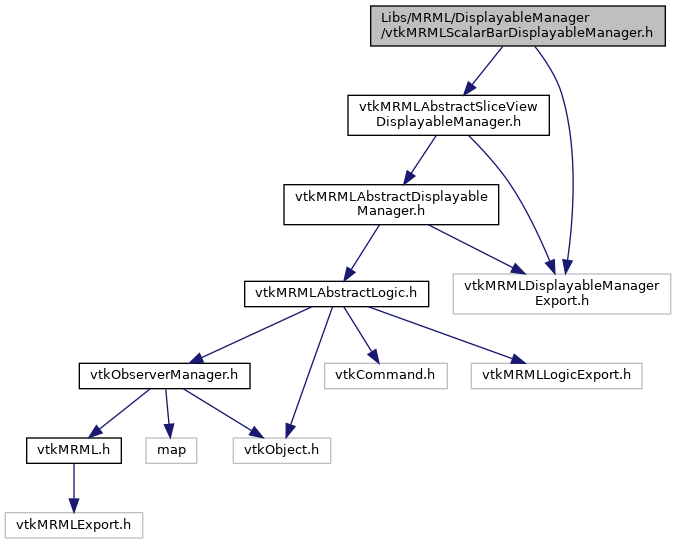 Libs/MRML/DisplayableManager
/vtkMRMLScalarBarDisplayableManager.h
vtkMRMLAbstractSliceView
DisplayableManager.h
vtkMRMLAbstractDisplayable
Manager.h
vtkMRMLDisplayableManager
Export.h
vtkMRMLAbstractLogic.h
vtkObserverManager.h
vtkCommand.h
vtkMRMLLogicExport.h
vtkMRML.h
map
vtkObject.h
vtkMRMLExport.h